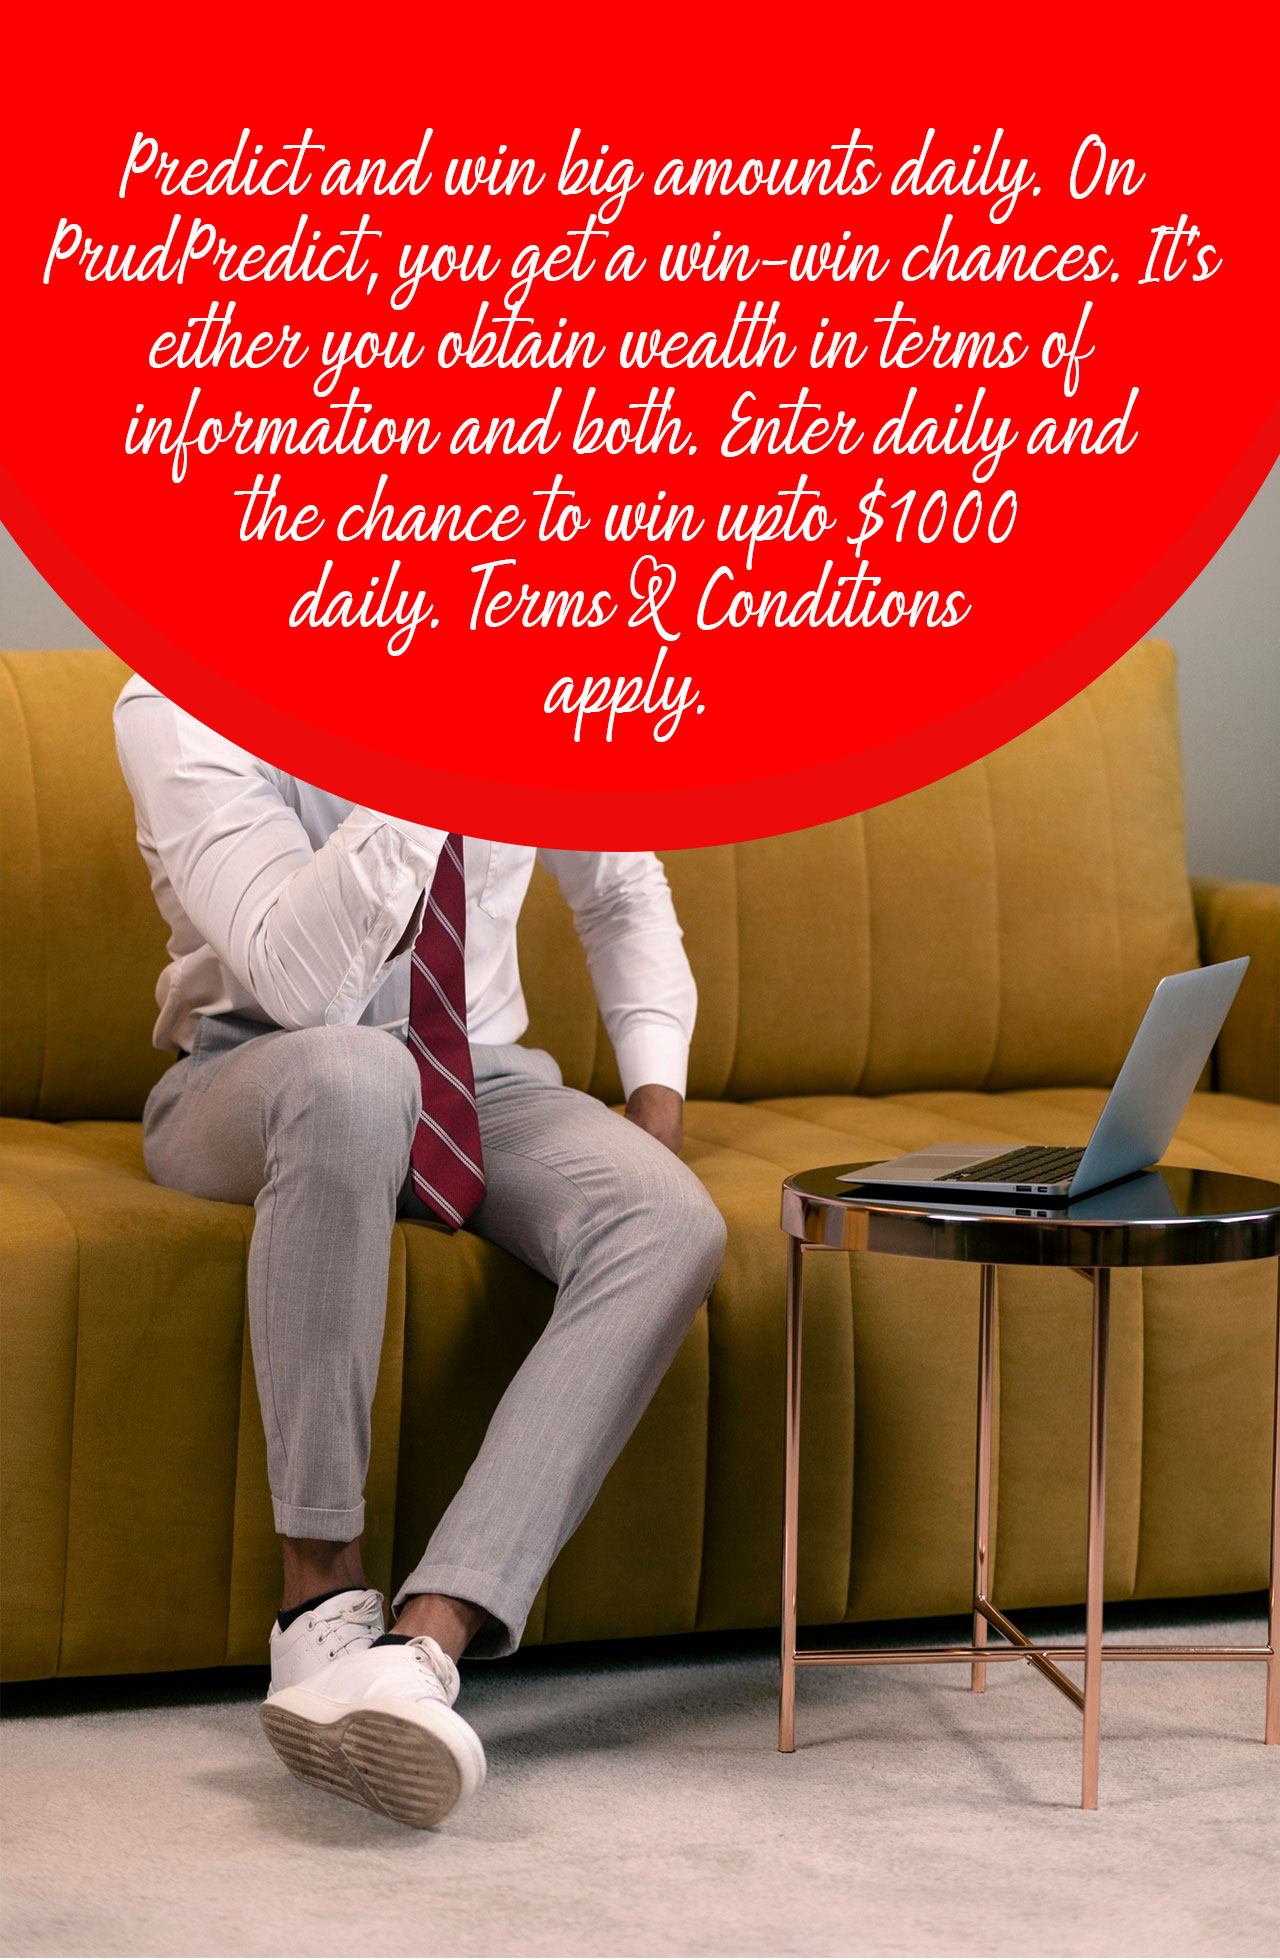 Predict and win big amounts daily. On
PrudPredict, you get a win-win chances. It's
either you obtain wealth in terms of
information and both. Enter daily and
the chance to win upto $1000
daily. Terms & Conditions
apply.